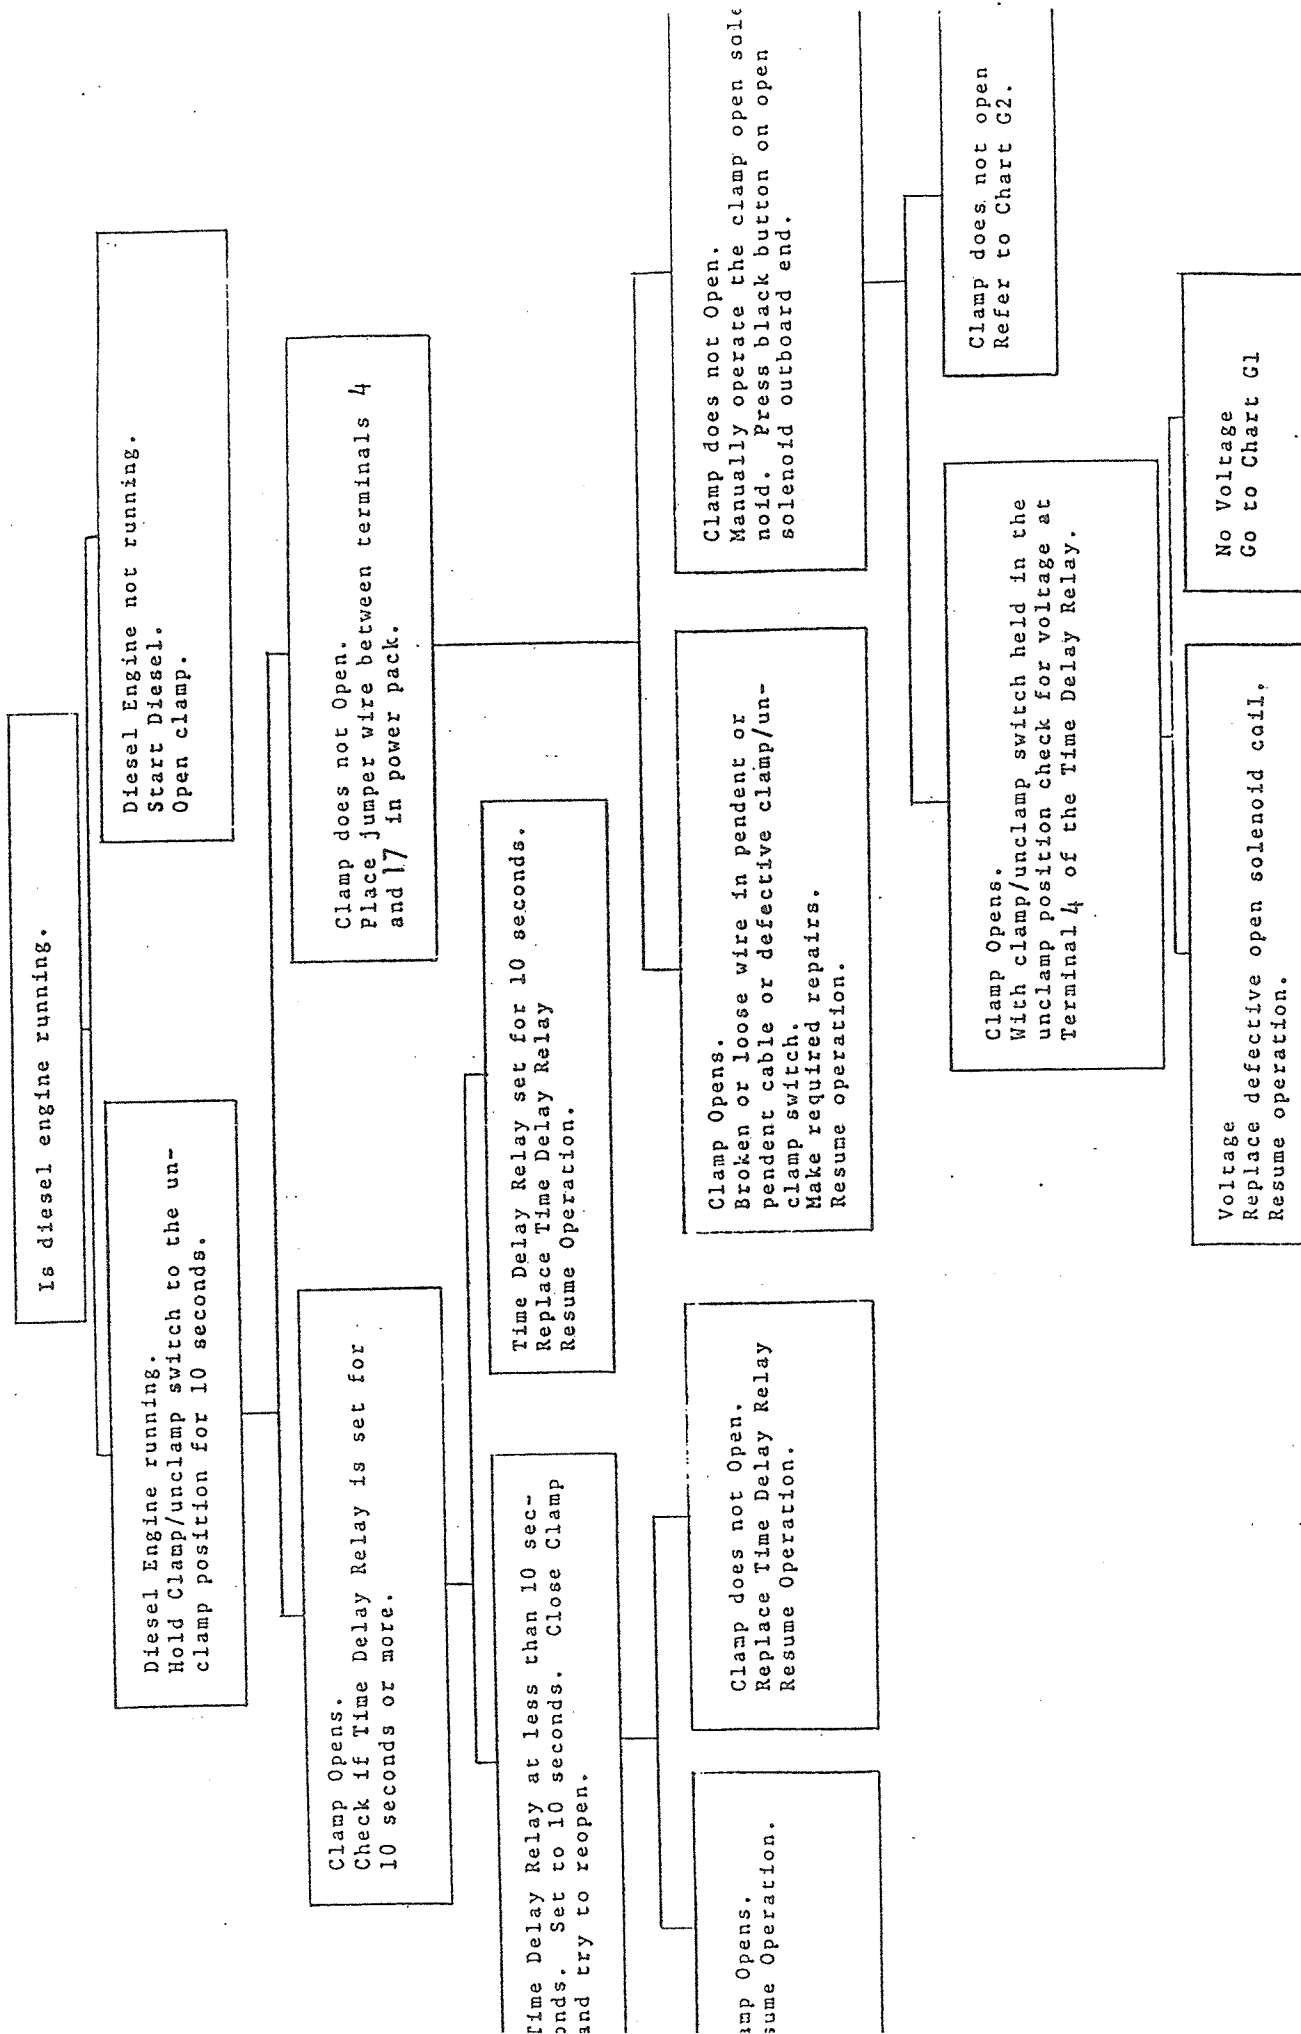 Is diesel engine running.
Diesel Engine running.
Hold Clamp/unclamp switch to the un-
clamp position for 10 seconds.
Diesel Engine not running.
Start Diesel.
Open clamp.
Clamp Opens.
Check if Time Delay Relay is set for
10 seconds or more.
Clamp does not Open.
Place jumper wire between terminals 4
and 17 in power pack.
Time Delay Relay at less than 10 sec-
onds. Set to 10 seconds. Close Clamp
and try to reopen.
Time Delay Relay set for 10 seconds.
Replace Time Delay Relay
Resume Operation.
amp Opens.
sume Operation.
Clamp does not Open.
Replace Time Delay Relay
Resume Operation.
Clamp Opens.
Broken or loose wire in pendent or
pendent cable or defective clamp/un-
clamp switch.
Make required repairs.
Resume operation.
Clamp does not Open.
Manually operate the clamp open sole
noid. Press black button on open
solenoid outboard end.
Clamp Opens.
With clamp/unclamp switch held in the
unclamp position check for voltage at
Terminal 4 of the Time Delay Relay.
Clamp does not open
Refer to Chart G2.
Voltage
Replace defective open solenoid coil.
Resume operation.
No Voltage
Go to Chart G1